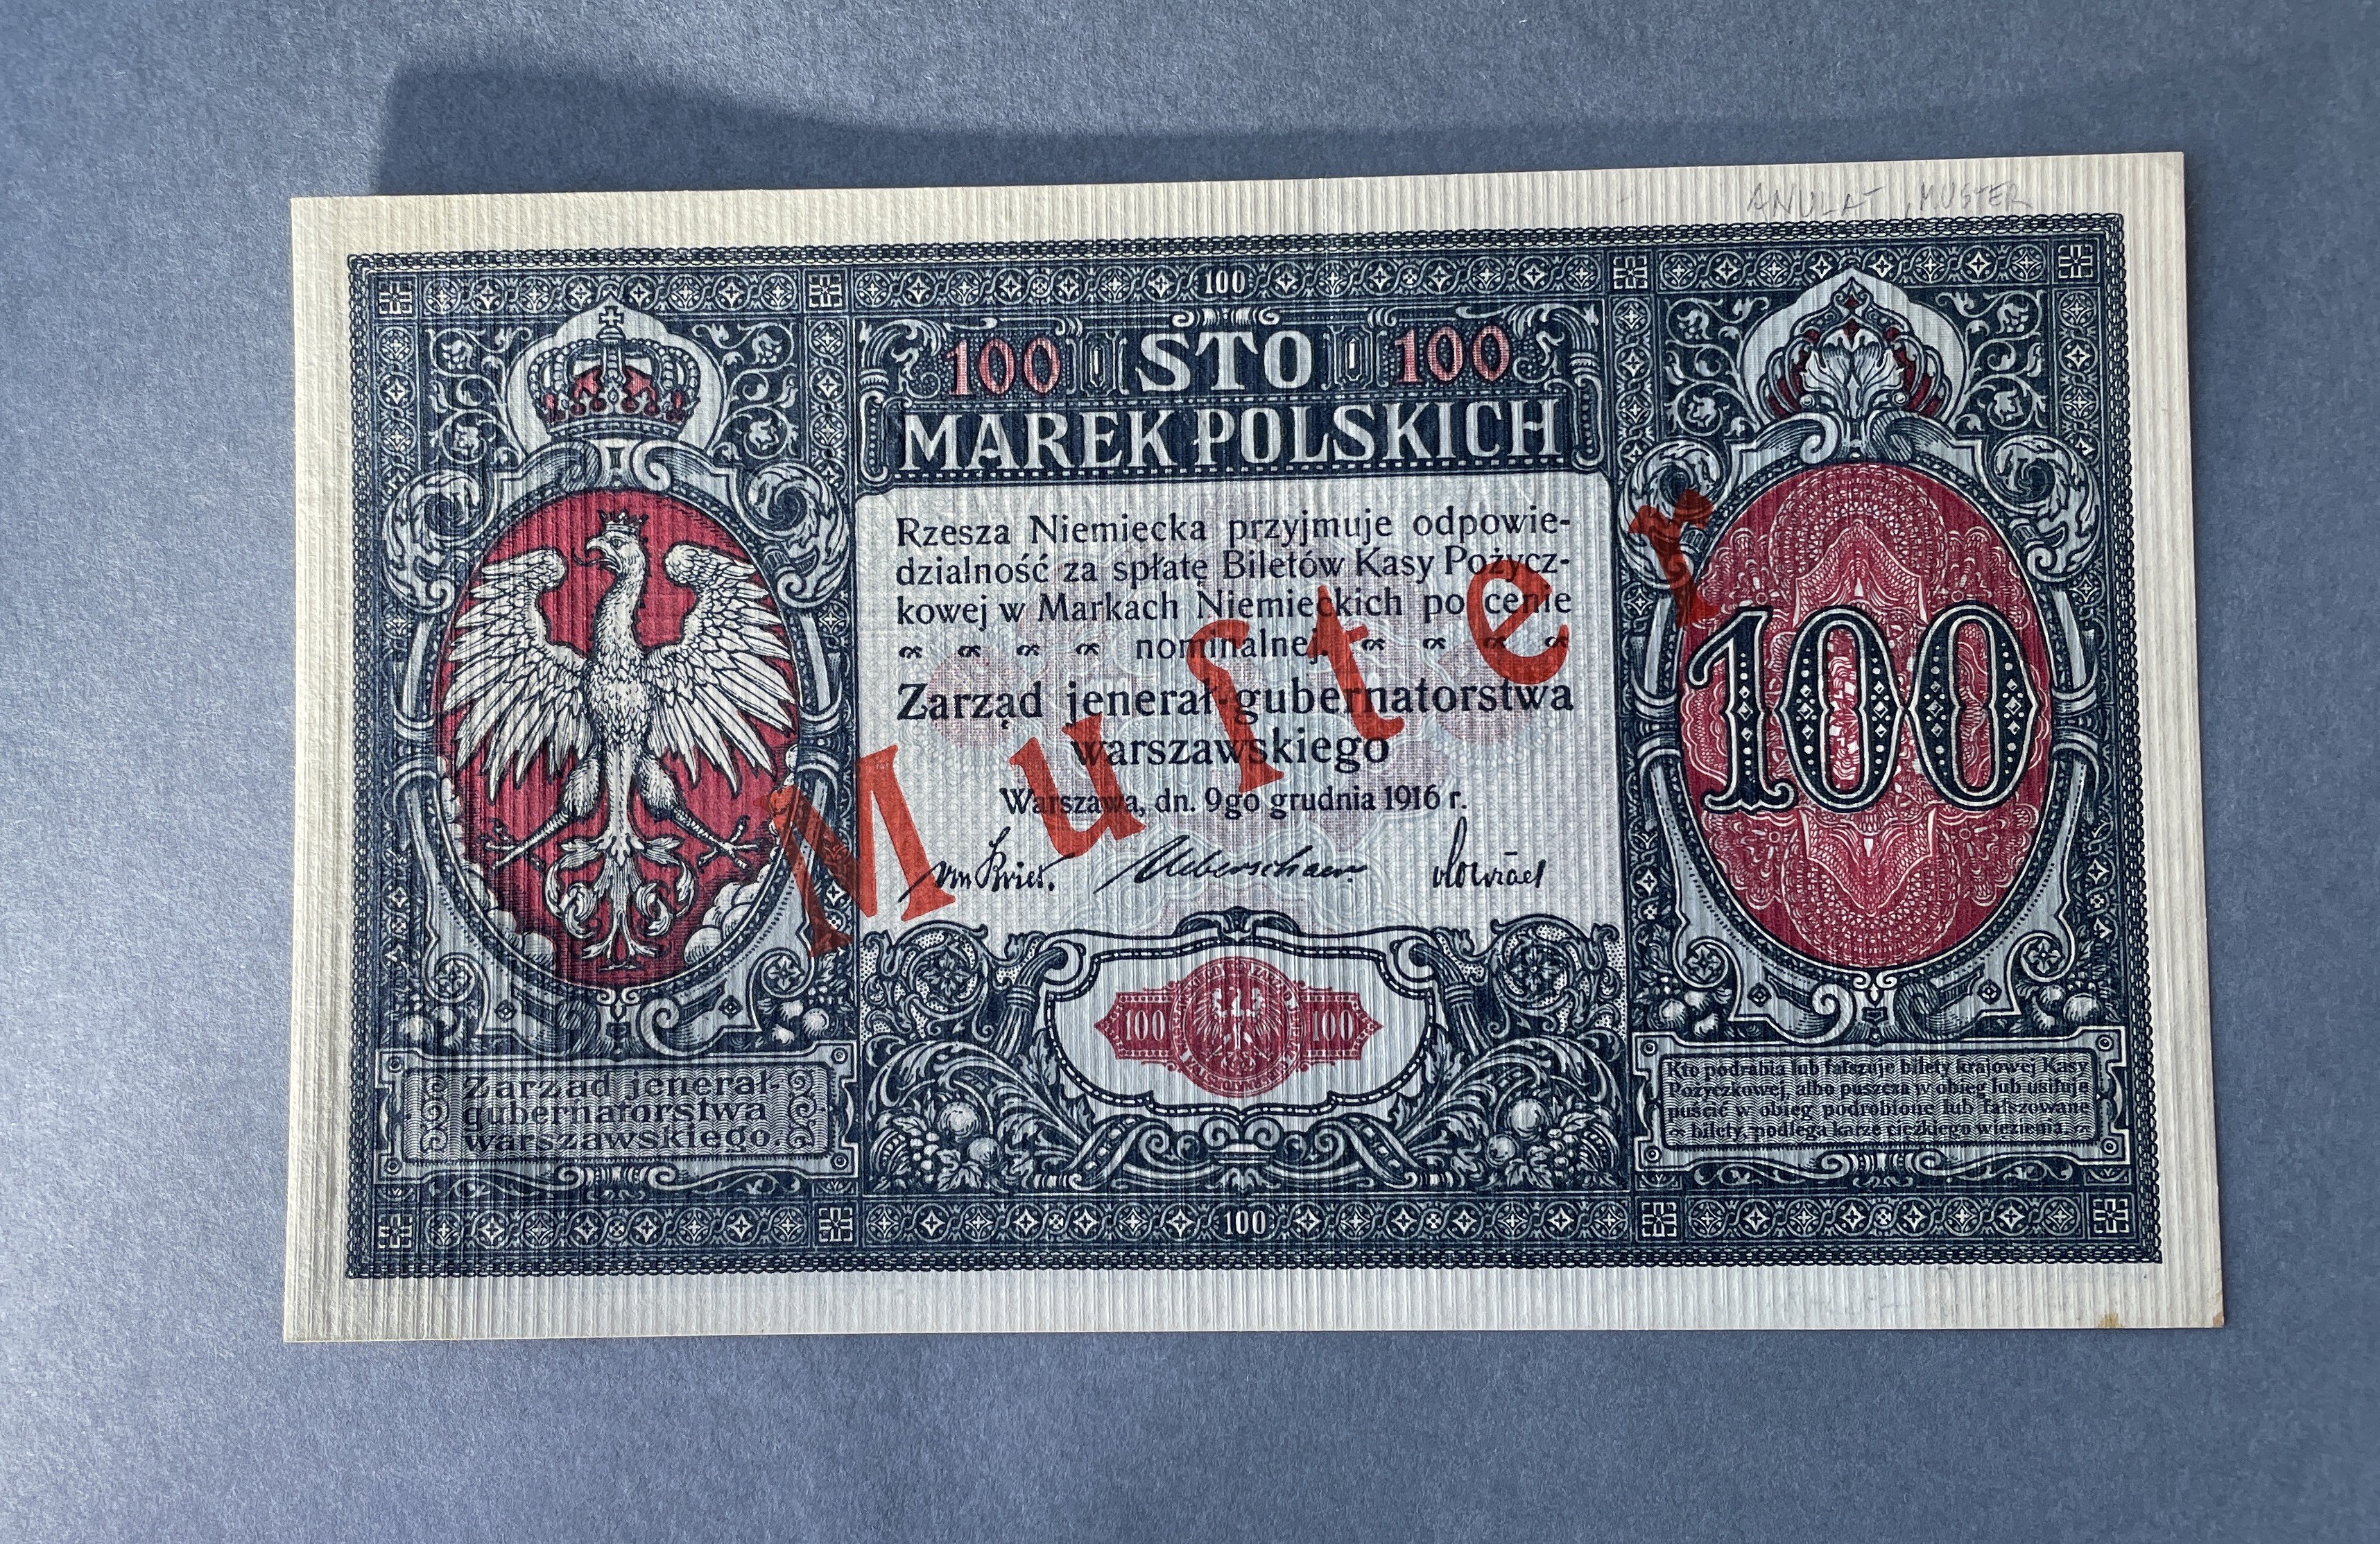 ANULAT, MUSTER
100
100 STO 100
MAREK POLSKICH
Rzesza Niemiecka przyjmuje odpowie-
dzialność za spłatę Biletów Kasy Pożycz-
kowej w Markach Niemieckich po cenie
nominalnej.
Zarząd jenerał-gubernatorstwa
warszawskiego
Warszawa, dn. 9go grudnia 1916 r.
von Kries.
Muſter
100
100 100
Zarząd jenerał-
gubernatorstwa
warszawskiego.
Kto podrabia lub fałszuje bilety krajowej Kasy
Pożyczkowej, albo puszcza w obieg lub usiłuje
puścić w obieg podrobione lub fałszowane
bilety, podlega karze ciężkiego więzienia.
100